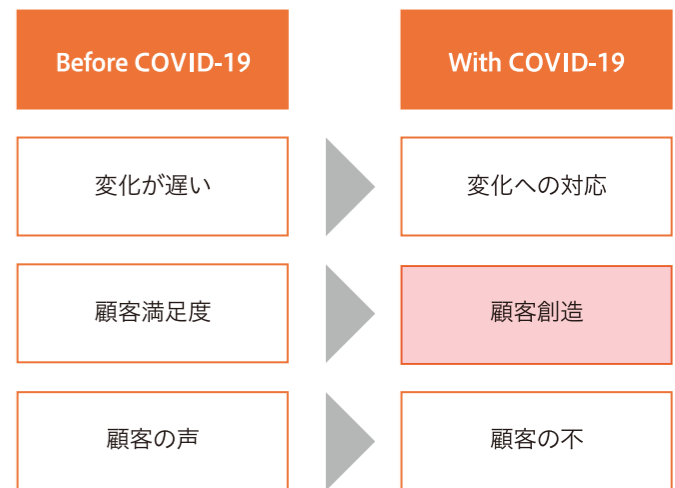 Before COVID-19
With COVID-19
変化が遅い
変化への対応
顧客満足度
顧客創造
顧客の声
顧客の不